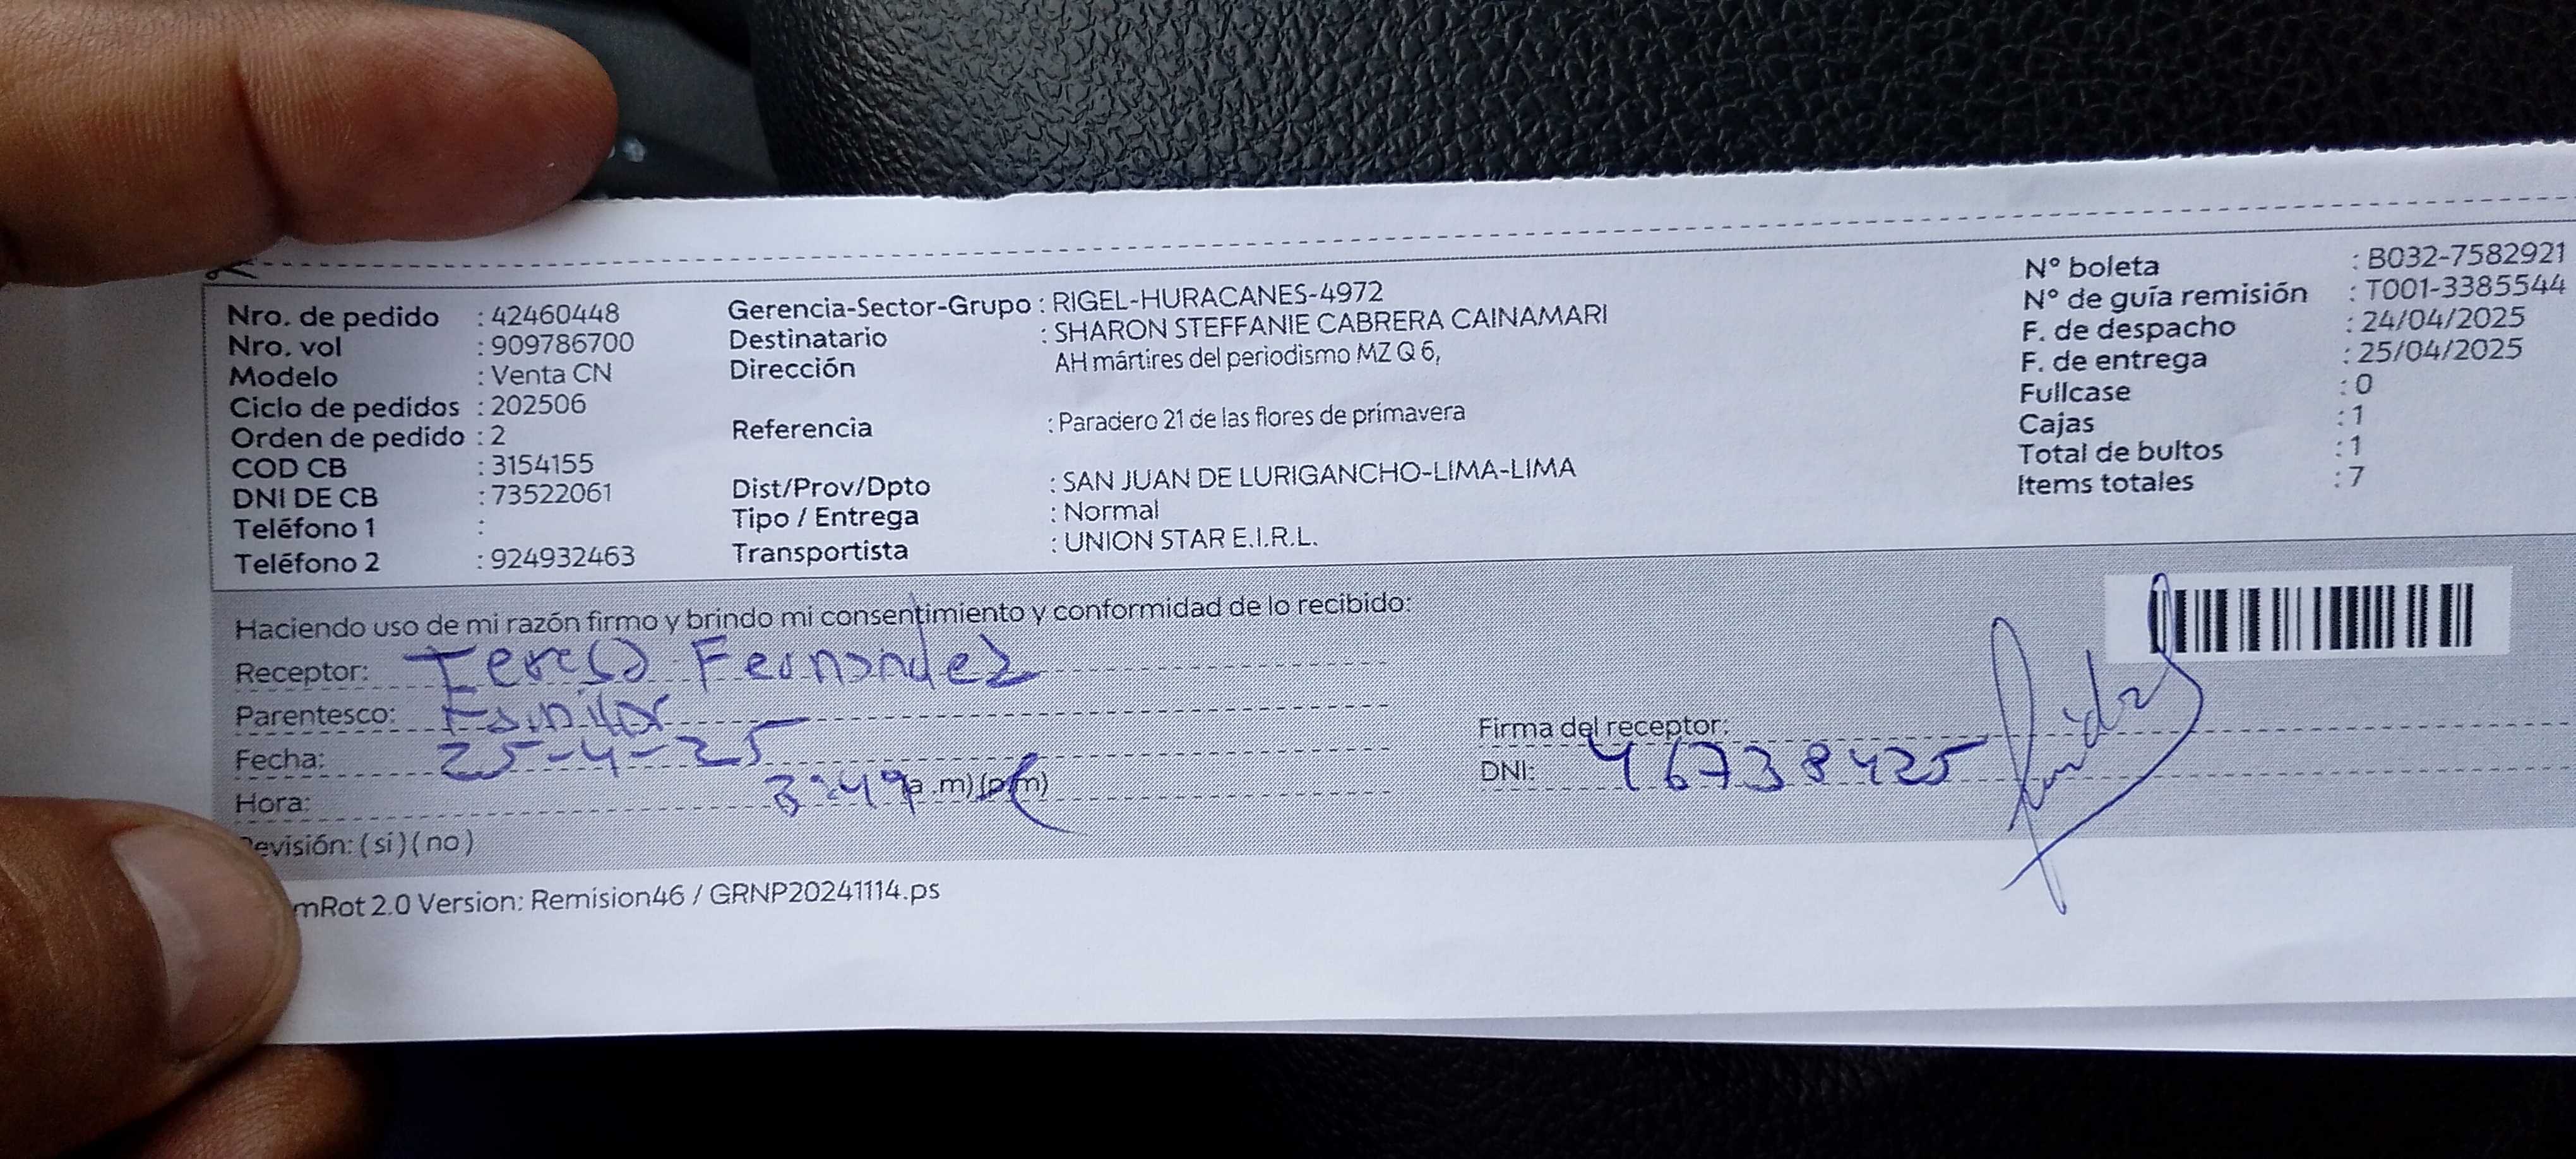 Nro. de pedido : 42460448
Nro. vol : 909786700
Modelo : Venta CN
Ciclo de pedidos : 202506
Orden de pedido : 2
COD CB : 3154155
DNI DE CB : 73522061
Teléfono 1 :
Teléfono 2 : 924932463
Gerencia-Sector-Grupo : RIGEL-HURACANES-4972
Destinatario : SHARON STEFFANIE CABRERA CAINAMARI
Dirección AH mártires del periodismo MZ Q 6,
Referencia : Paradero 21 de las flores de primavera
Dist/Prov/Dpto : SAN JUAN DE LURIGANCHO-LIMA-LIMA
Tipo / Entrega : Normal
Transportista : UNION STAR E.I.R.L.
N° boleta : B032-7582921
N° de guía remisión : T001-3385544
F. de despacho : 24/04/2025
F. de entrega : 25/04/2025
Fullcase : 0
Cajas : 1
Total de bultos : 1
Items totales : 7
Haciendo uso de mi razón firmo y brindo mi consentimiento y conformidad de lo recibido:
Receptor: Teresa Fernandez
Parentesco:
Fecha: 25-4-25
Hora: 3:49 (a .m) (p.m)
Firma del receptor:
DNI: 46738425
evisión: ( si ) ( no )
mRot 2.0 Version: Remision46 / GRNP20241114.ps